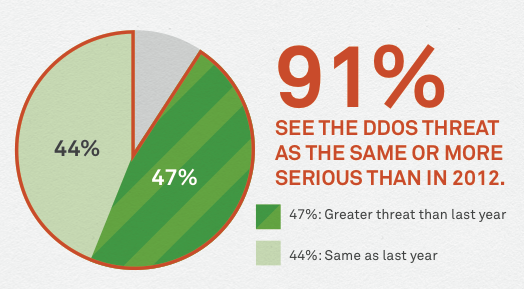 44%
47%
91%
SEE THE DDOS THREAT
AS THE SAME OR MORE
SERIOUS THAN IN 2012.
47%: Greater threat than last year
44%: Same as last year